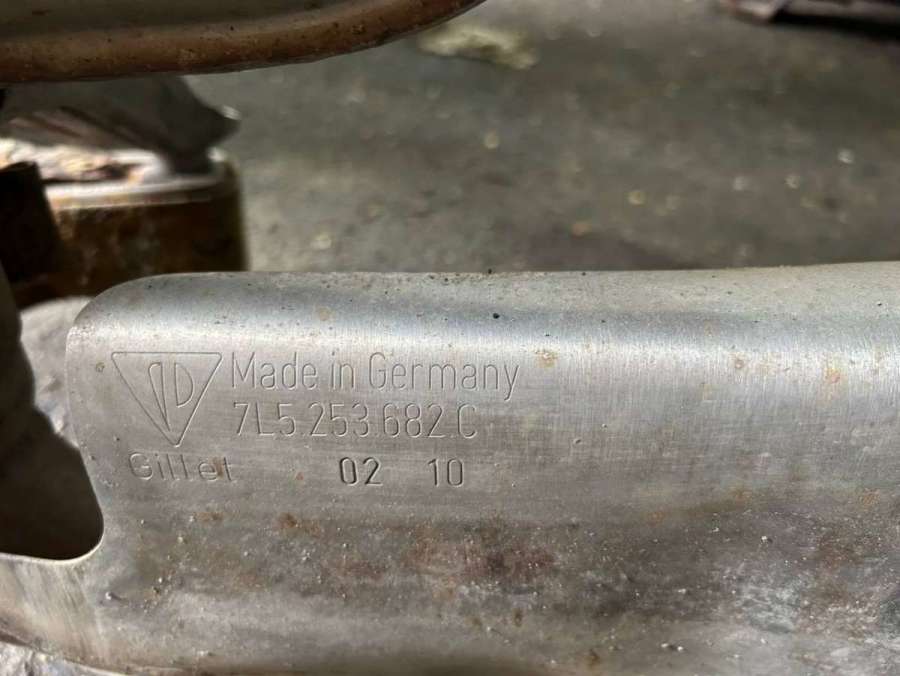 Made in Germany
7L5.253.682.C
Gillet 02 10